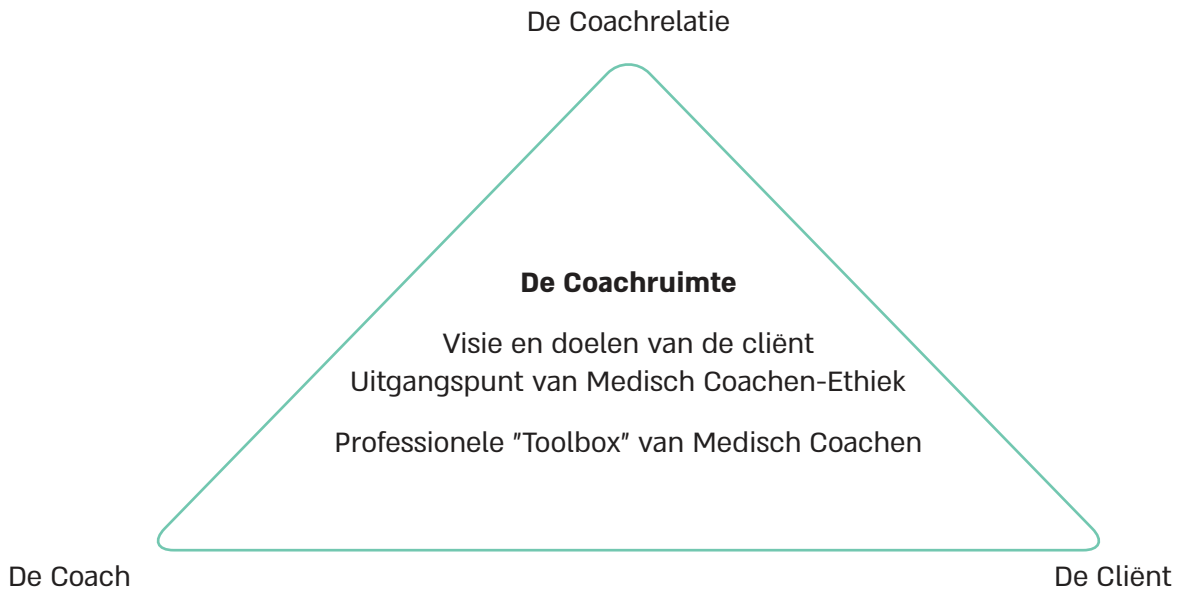 De Coachrelatie
De Coachruimte
Visie en doelen van de cliënt
Uitgangspunt van Medisch Coachen-Ethiek
Professionele "Toolbox" van Medisch Coachen
De Coach
De Cliënt